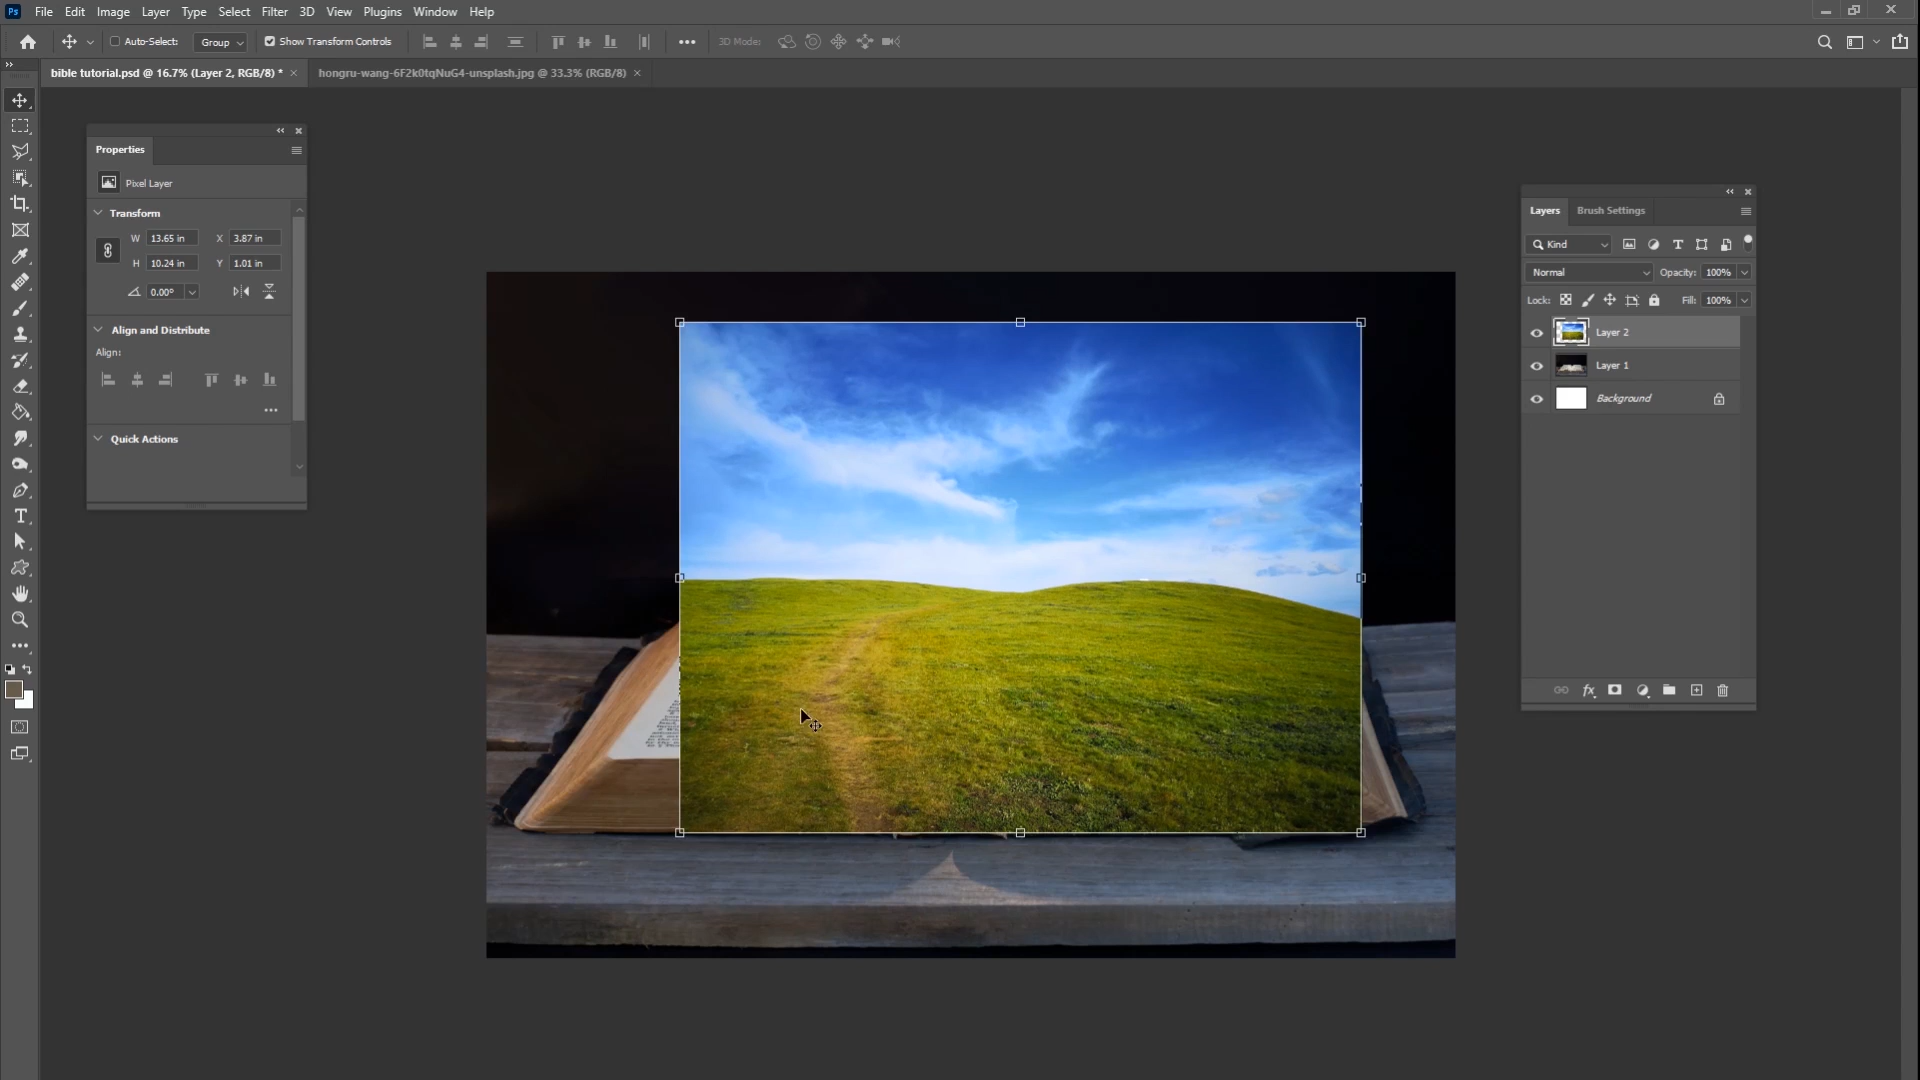 Ps File Edit Image Layer Type Select Filter 3D View Plugins Window Help
Auto-Select: Group Show Transform Controls 3D Mode:
bible tutorial.psd @ 16.7% (Layer 2, RGB/8) * hongru-wang-6F2k0tqNuG4-unsplash.jpg @ 33.3% (RGB/8)
Properties
Pixel Layer
Transform
W 13.65 in X 3.87 in
H 10.24 in Y 1.01 in
0.00°
Align and Distribute
Align:
Quick Actions
Layers Brush Settings
Kind
Normal Opacity: 100%
Lock: Fill: 100%
Layer 2
Layer 1
Background